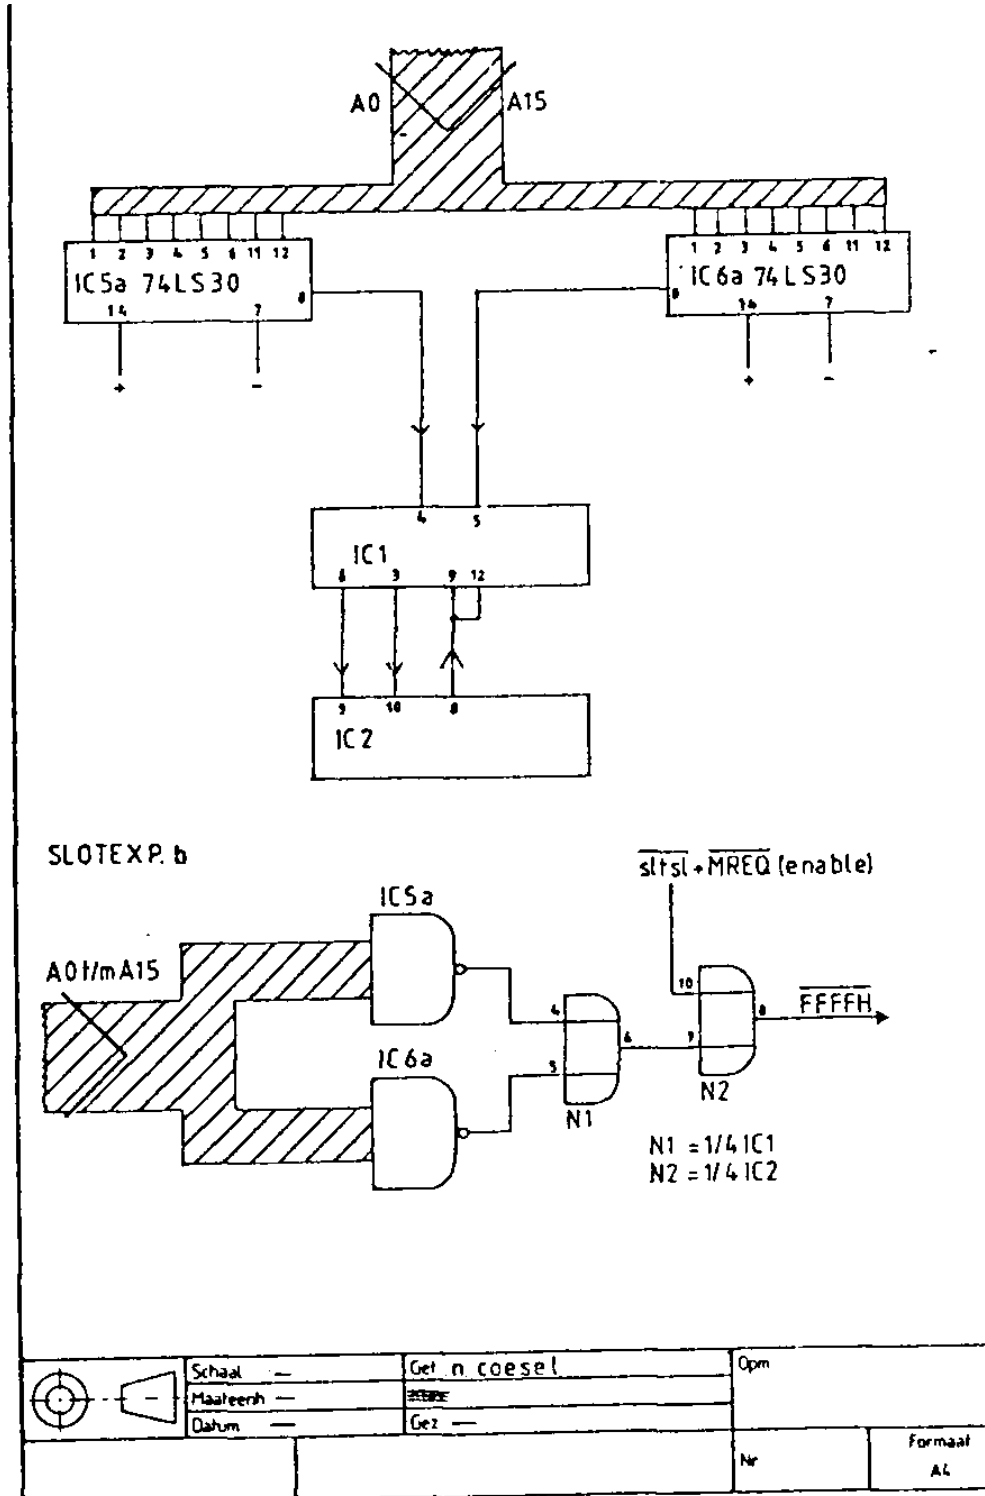 A0 A15
1 2 3 4 5 6 11 12
IC5a 74LS30 8
14 7
+ -
1 2 3 4 5 6 11 12
IC6a 74LS30
8
14 7
+ -
4 5
IC1
6 3 9 12
9 10 8
IC2
SLOTEXP. b
sltsl + MREQ (enable)
IC5a
A0t/mA15
IC6a
4
5
6
N1
10
9
8
N2
FFFFH
N1 = 1/4 IC1
N2 = 1/4 IC2
Schaal —
Maateenh —
Datum —
Get n coesel
Gez —
Opm
Nr
Formaat
A4